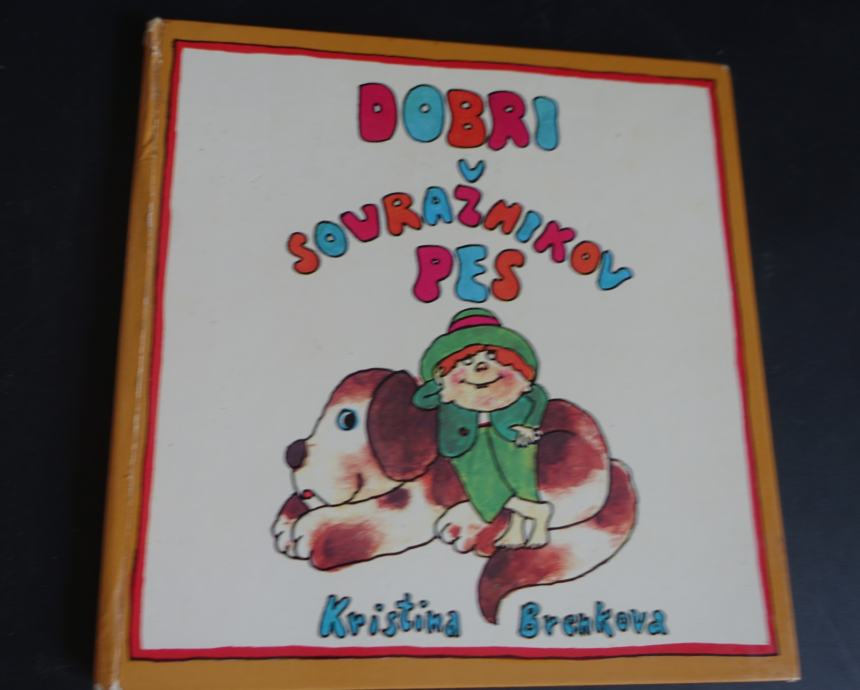 DOBRI
SOVRAŽNIKOV
PES
Kristina Brenkova